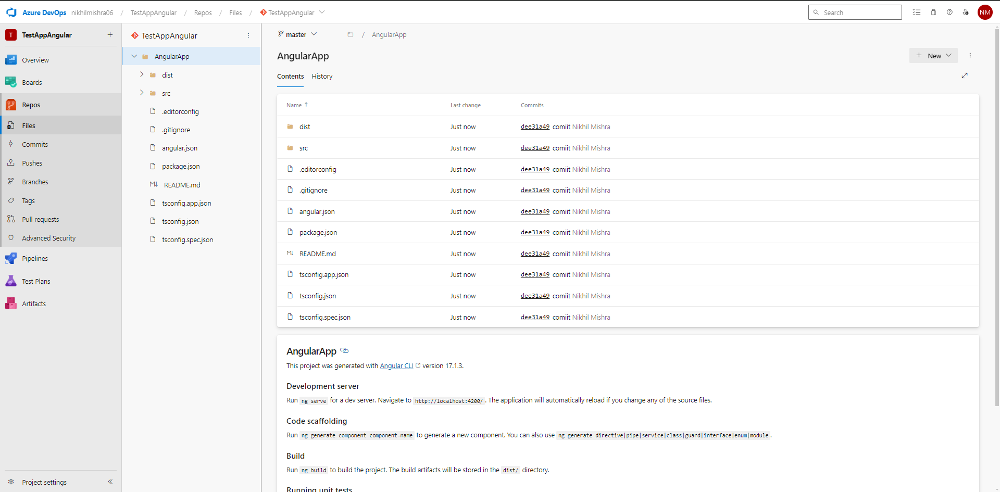 Azure DevOps nikhilmishra06 / TestAppAngular / Repos / Files / TestAppAngular
Search
NM
T TestAppAngular +
Overview
Boards
Repos
Files
Commits
Pushes
Branches
Tags
Pull requests
Advanced Security
Pipelines
Test Plans
Artifacts
Project settings
TestAppAngular
AngularApp
dist
src
.editorconfig
.gitignore
angular.json
package.json
M↓ README.md
tsconfig.app.json
tsconfig.json
tsconfig.spec.json
master / AngularApp
AngularApp
+ New
Contents History
Name ↑ Last change Commits
dist Just now dee31a49 comiit Nikhil Mishra
src Just now dee31a49 comiit Nikhil Mishra
.editorconfig Just now dee31a49 comiit Nikhil Mishra
.gitignore Just now dee31a49 comiit Nikhil Mishra
angular.json Just now dee31a49 comiit Nikhil Mishra
package.json Just now dee31a49 comiit Nikhil Mishra
M↓ README.md Just now dee31a49 comiit Nikhil Mishra
tsconfig.app.json Just now dee31a49 comiit Nikhil Mishra
tsconfig.json Just now dee31a49 comiit Nikhil Mishra
tsconfig.spec.json Just now dee31a49 comiit Nikhil Mishra
AngularApp
This project was generated with Angular CLI version 17.1.3.
Development server
Run ng serve for a dev server. Navigate to http://localhost:4200/. The application will automatically reload if you change any of the source files.
Code scaffolding
Run ng generate component component-name to generate a new component. You can also use ng generate directive|pipe|service|class|guard|interface|enum|module.
Build
Run ng build to build the project. The build artifacts will be stored in the dist/ directory.
Running unit tests